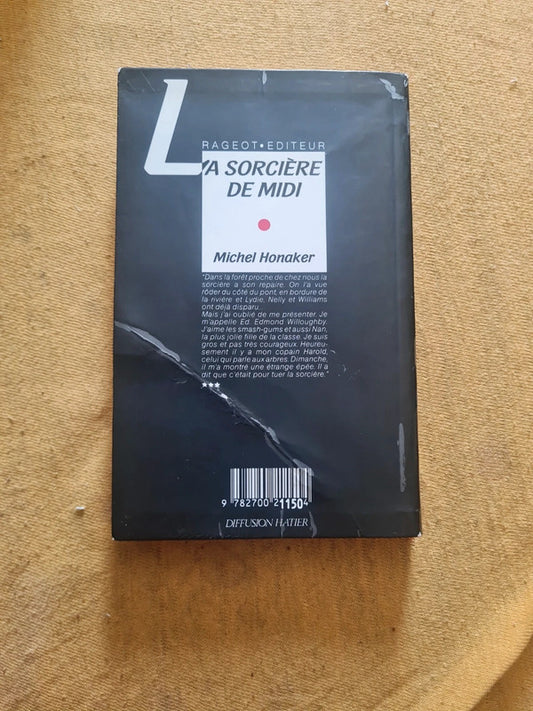 RAGEOT•EDITEUR
LA SORCIÈRE
DE MIDI
Michel Honaker
"Dans la forêt proche de chez nous la
sorcière a son repaire. On l'a vue
rôder du côté du pont, en bordure de
la rivière et Lydie, Nelly et Williams
ont déjà disparu...
Mais j'ai oublié de me présenter. Je
m'appelle Ed. Edmond Willoughby.
J'aime les smash-gums et aussi Nan,
la plus jolie fille de la classe. Je suis
gros et pas très courageux. Heureu-
sement il y a mon copain Harold,
celui qui parle aux arbres. Dimanche,
il m'a montré une étrange épée. Il a
dit que c'était pour tuer la sorcière."
***
9 782700 211504
DIFFUSION HATIER